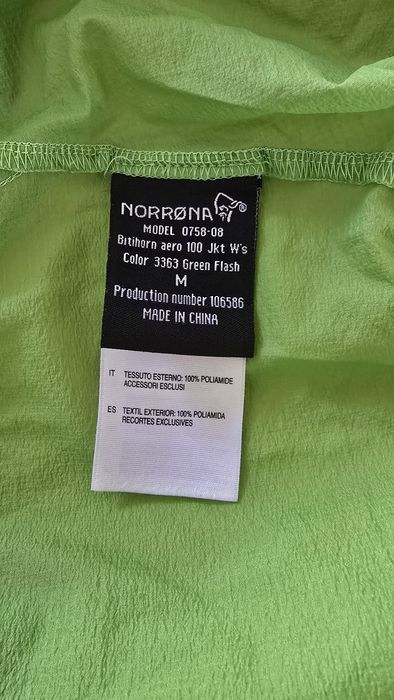 NORRØNA®
MODEL 0758-08
Bitihorn aero 100 Jkt W's
Color 3363 Green Flash
M
Production number 106586
MADE IN CHINA
IT TESSUTO ESTERNO: 100% POLIAMIDE
ACCESSORI ESCLUSI
ES TEXTIL EXTERIOR: 100% POLIAMIDA
RECORTES EXCLUSIVES